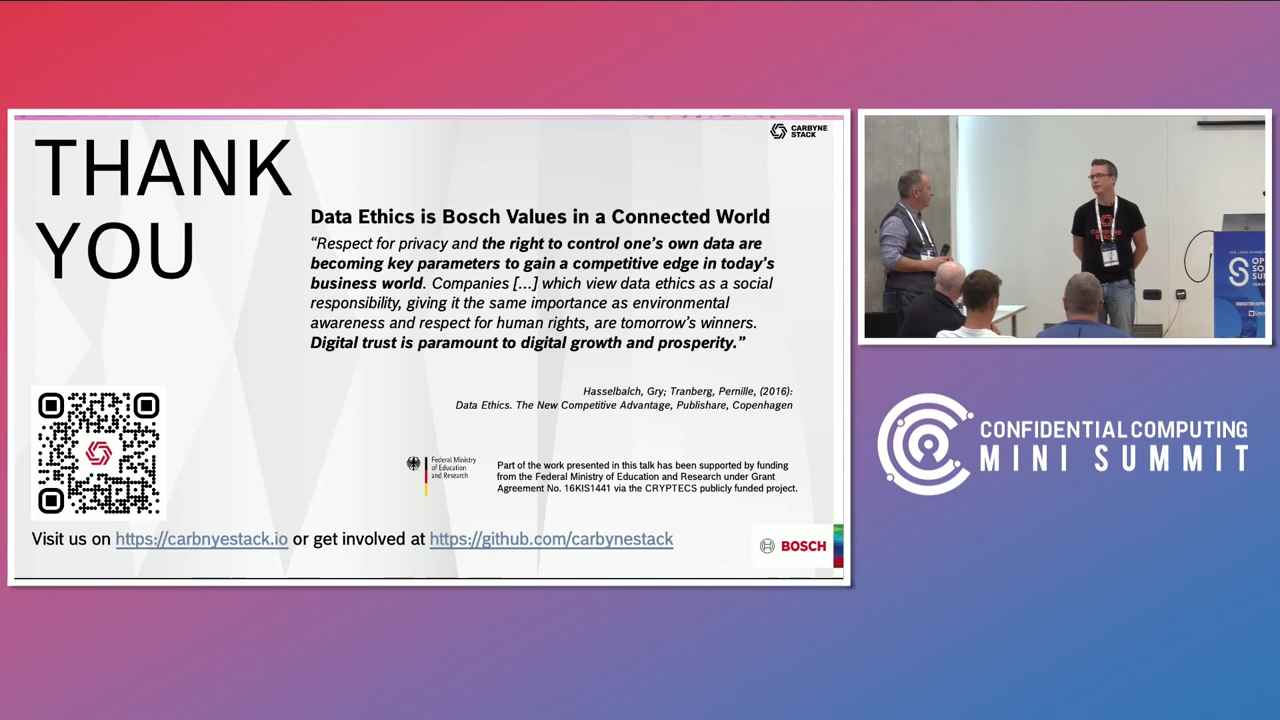 THANK
YOU
CARBYNE
STACK
Data Ethics is Bosch Values in a Connected World
“Respect for privacy and the right to control one’s own data are
becoming key parameters to gain a competitive edge in today’s
business world. Companies […] which view data ethics as a social
responsibility, giving it the same importance as environmental
awareness and respect for human rights, are tomorrow’s winners.
Digital trust is paramount to digital growth and prosperity.”
Hasselbalch, Gry; Tranberg, Pernille, (2016):
Data Ethics. The New Competitive Advantage, Publishare, Copenhagen
Federal Ministry
of Education
and Research
Part of the work presented in this talk has been supported by funding
from the Federal Ministry of Education and Research under Grant
Agreement No. 16KIS1441 via the CRYPTECS publicly funded project.
Visit us on https://carbnyestack.io or get involved at https://github.com/carbynestack
BOSCH
CARBYNE
STACK
CONFIDENTIAL COMPUTING
MINI SUMMIT